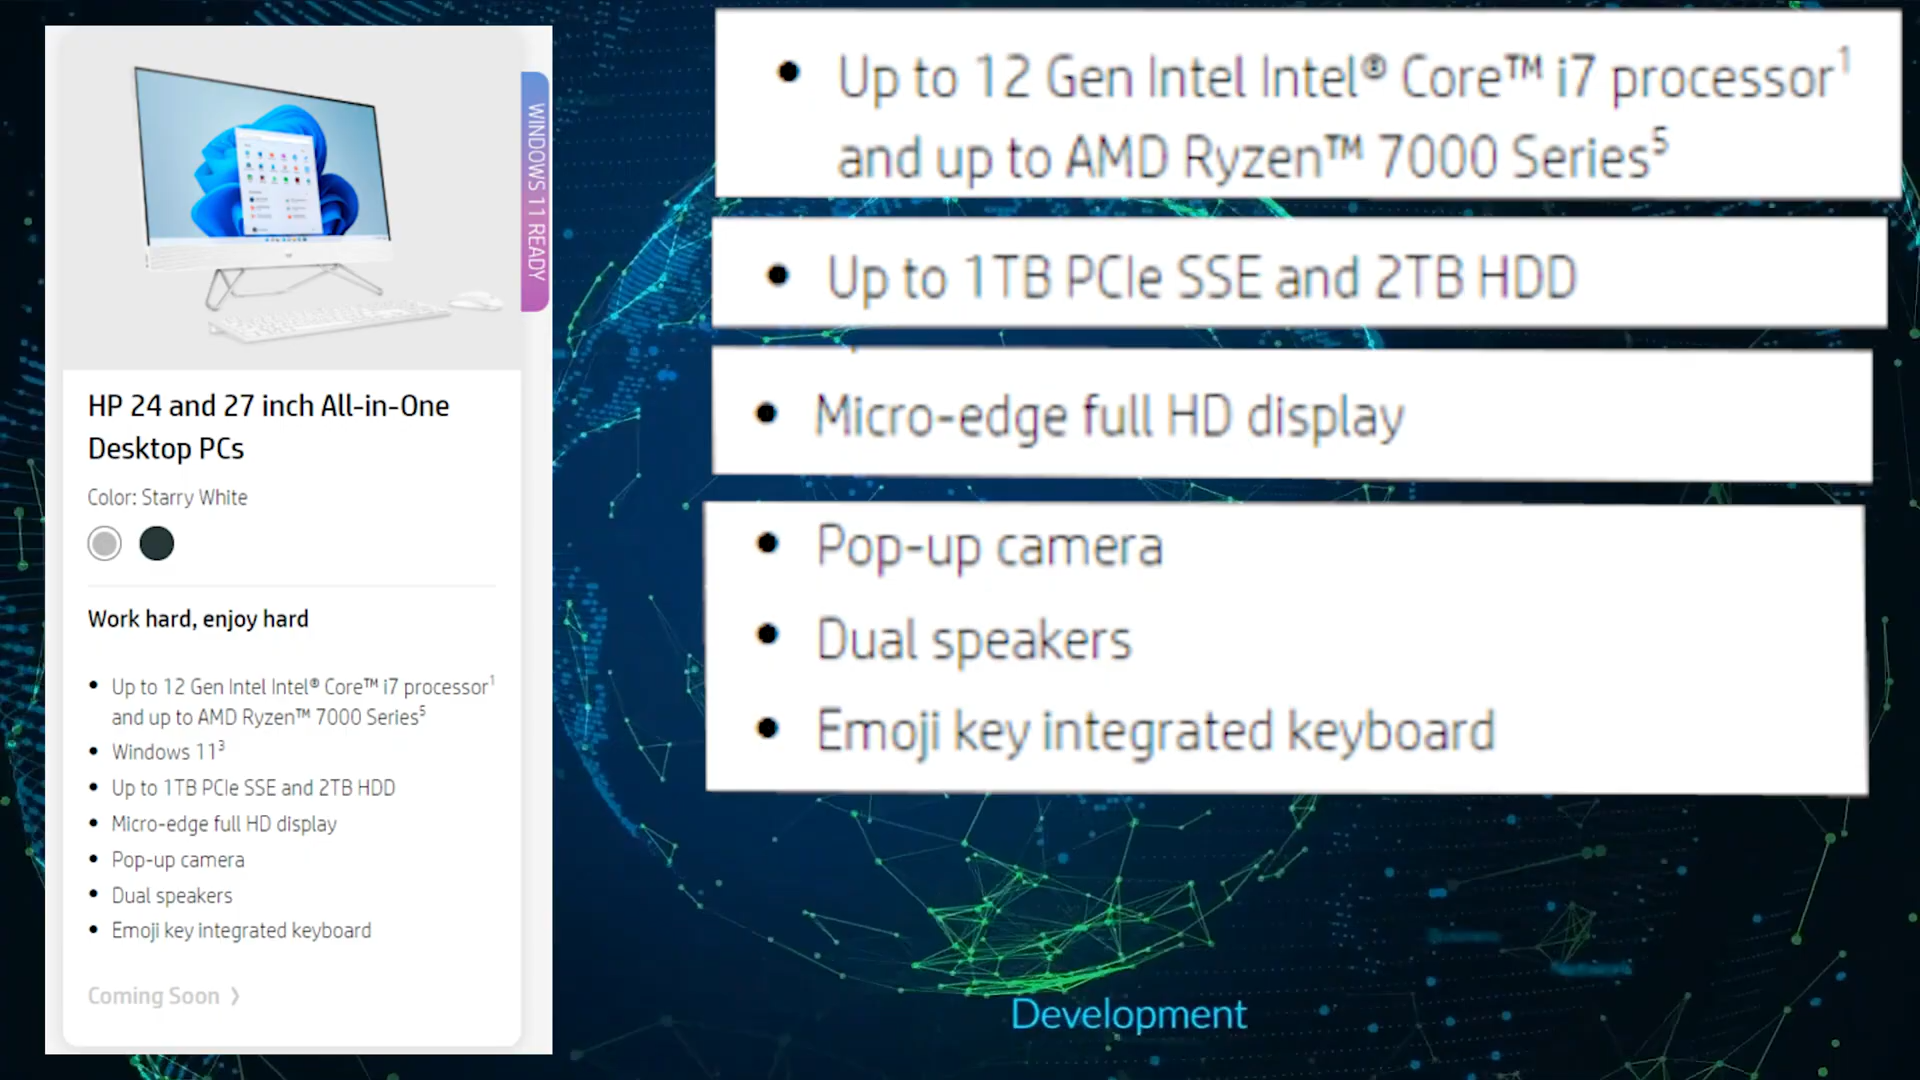 WINDOWS 11 READY
HP 24 and 27 inch All-in-One
Desktop PCs
Color: Starry White
Work hard, enjoy hard
• Up to 12 Gen Intel Intel® Core™ i7 processor¹
and up to AMD Ryzen™ 7000 Series⁵
• Windows 11³
• Up to 1TB PCIe SSE and 2TB HDD
• Micro-edge full HD display
• Pop-up camera
• Dual speakers
• Emoji key integrated keyboard
Coming Soon ❯
• Up to 12 Gen Intel Intel® Core™ i7 processor¹
and up to AMD Ryzen™ 7000 Series⁵
• Up to 1TB PCIe SSE and 2TB HDD
• Micro-edge full HD display
• Pop-up camera
• Dual speakers
• Emoji key integrated keyboard
Development